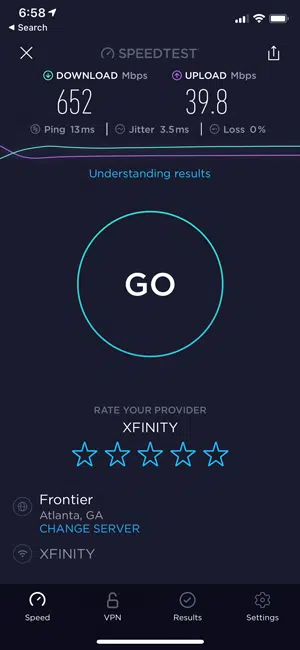 6:58
Search
SPEEDTEST
DOWNLOAD Mbps UPLOAD Mbps
652 39.8
Ping 13ms Jitter 3.5ms Loss 0%
Understanding results
GO
RATE YOUR PROVIDER
XFINITY
Frontier
Atlanta, GA
CHANGE SERVER
XFINITY
Speed VPN Results Settings